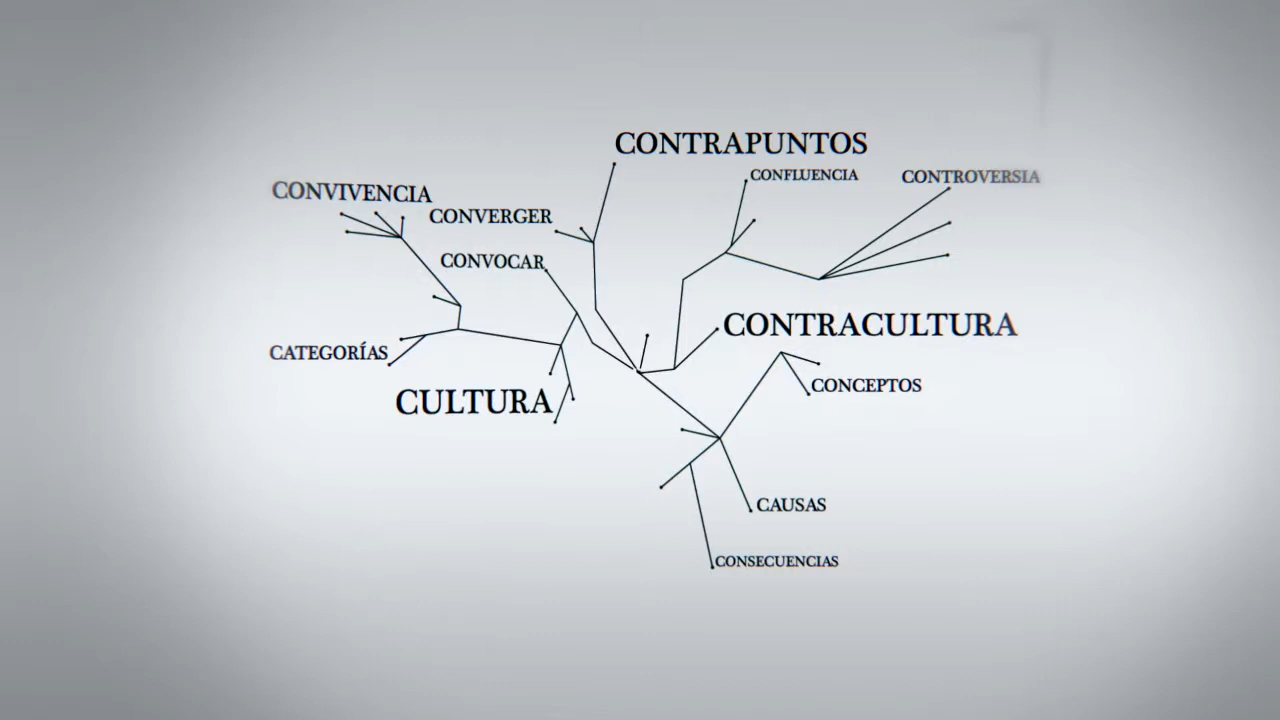 CONTRAPUNTOS
CONFLUENCIA
CONTROVERSIA
CONVIVENCIA
CONVERGER
CONVOCAR
CONTRACULTURA
CATEGORÍAS
CONCEPTOS
CULTURA
CAUSAS
CONSECUENCIAS